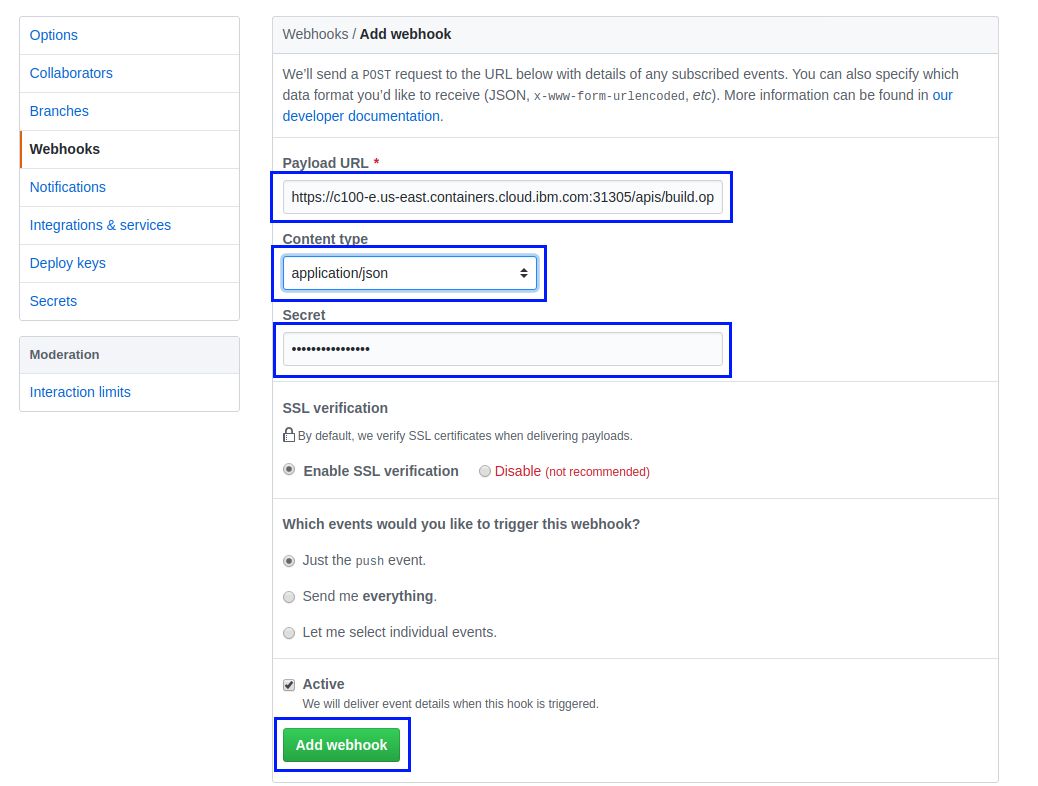 Options
Collaborators
Branches
Webhooks
Notifications
Integrations & services
Deploy keys
Secrets
Moderation
Interaction limits
Webhooks / Add webhook
We'll send a POST request to the URL below with details of any subscribed events. You can also specify which
data format you'd like to receive (JSON, x-www-form-urlencoded, etc). More information can be found in our
developer documentation.
Payload URL *
https://c100-e.us-east.containers.cloud.ibm.com:31305/apis/build.op
Content type
application/json
Secret
••••••••••••••••
SSL verification
By default, we verify SSL certificates when delivering payloads.
Enable SSL verification Disable (not recommended)
Which events would you like to trigger this webhook?
Just the push event.
Send me everything.
Let me select individual events.
Active
We will deliver event details when this hook is triggered.
Add webhook